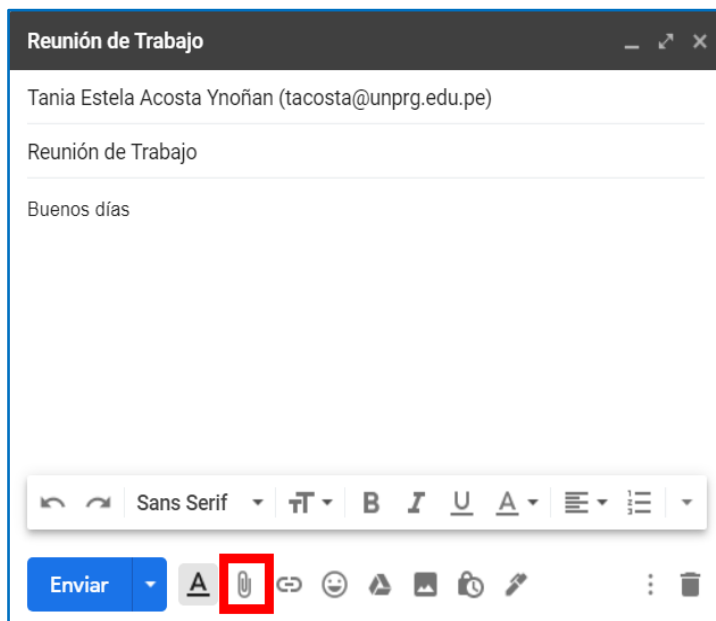 Reunión de Trabajo
Tania Estela Acosta Ynoñan (tacosta@unprg.edu.pe)
Reunión de Trabajo
Buenos días
Sans Serif B I U A
Enviar A